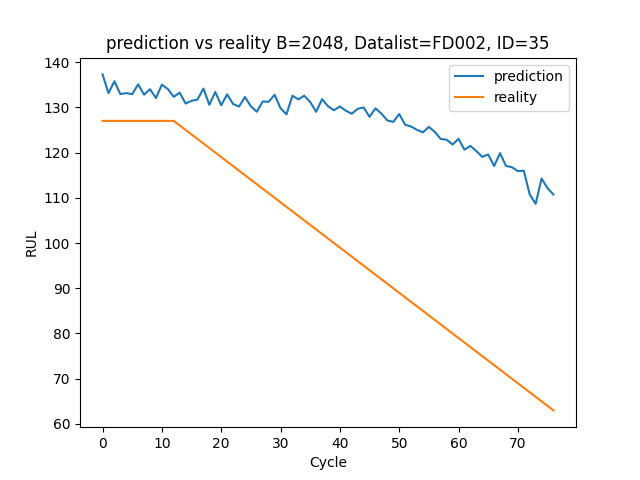 prediction vs reality B=2048, Datalist=FD002, ID=35
prediction
reality
140
130
120
110
100
90
80
70
60
RUL
0 10 20 30 40 50 60 70
Cycle